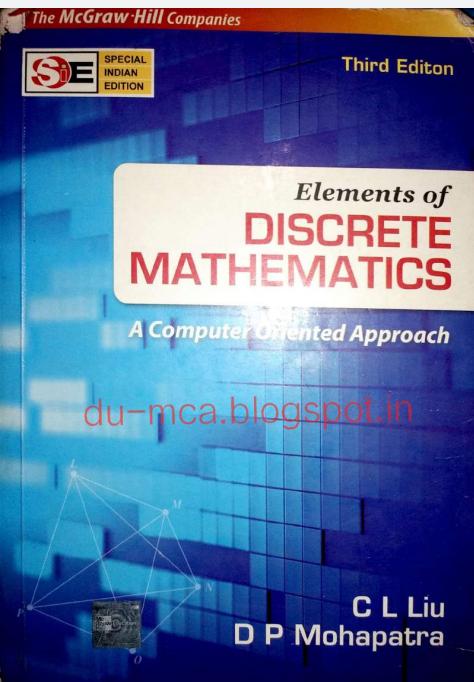 The McGraw·Hill Companies
SiE
SPECIAL
INDIAN
EDITION
Third Editon
Elements of
DISCRETE
MATHEMATICS
A Computer Oriented Approach
du-mca.blogspot.in
L
M
N
P
O
C L Liu
D P Mohapatra